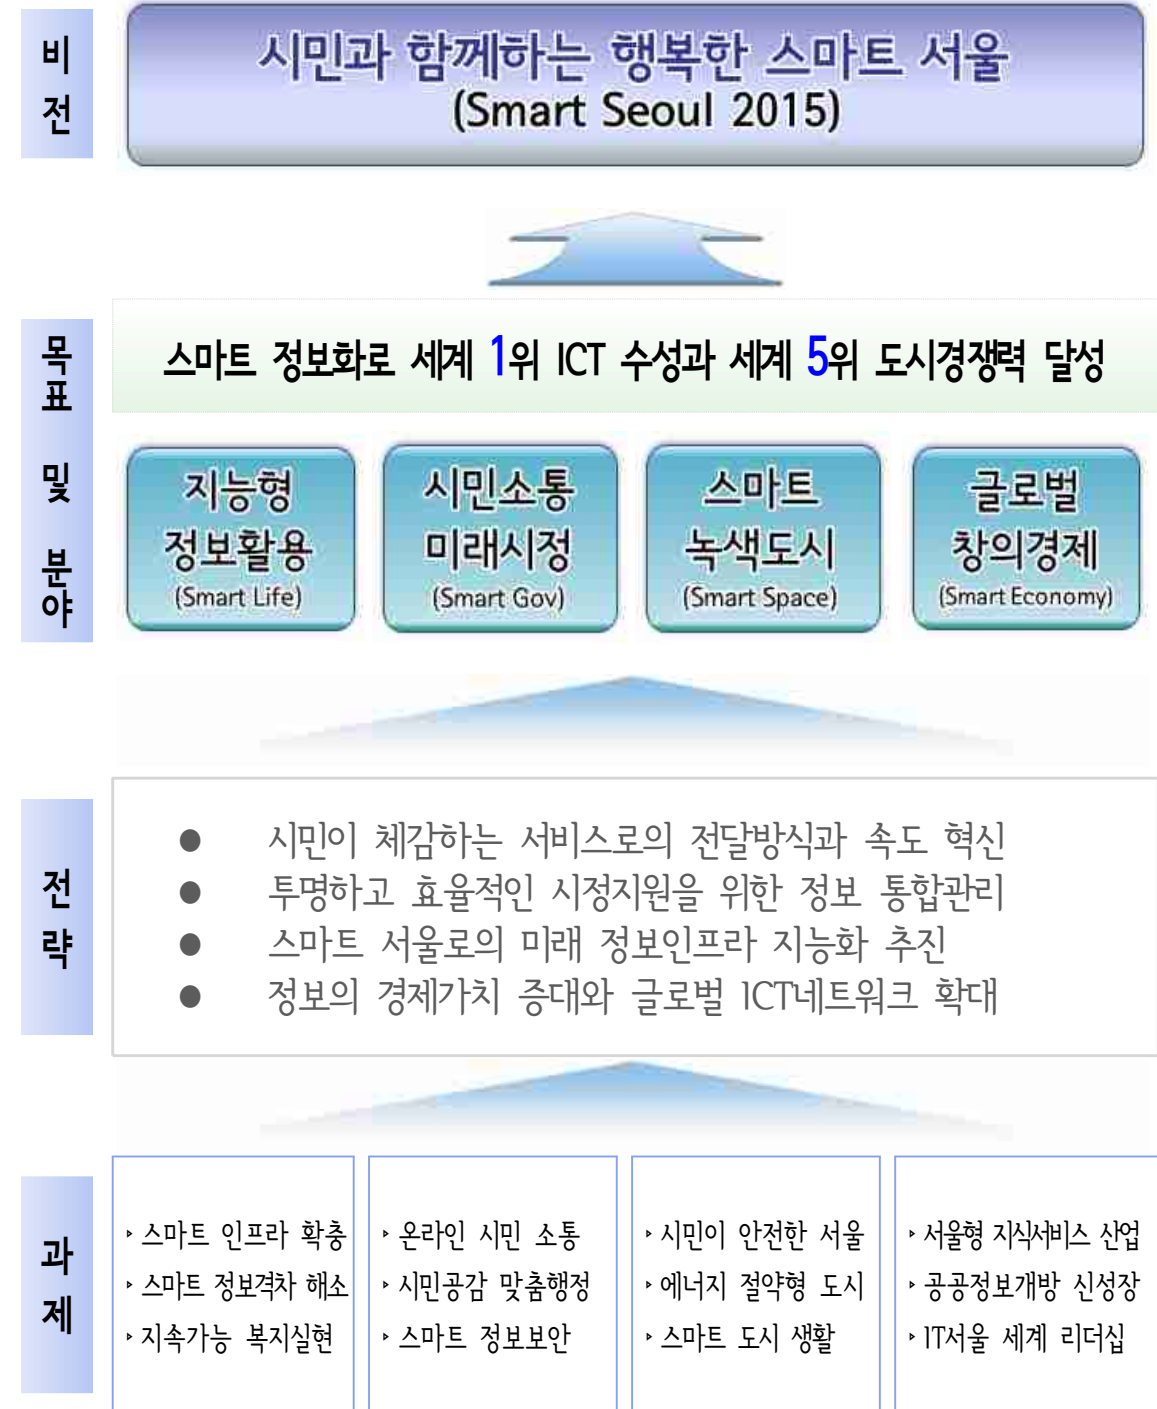 비전
시민과 함께하는 행복한 스마트 서울
(Smart Seoul 2015)
목표 및 분야
스마트 정보화로 세계 1위 ICT 수성과 세계 5위 도시경쟁력 달성
지능형
정보활용
(Smart Life)
시민소통
미래시정
(Smart Gov)
스마트
녹색도시
(Smart Space)
글로벌
창의경제
(Smart Economy)
전략
● 시민이 체감하는 서비스로의 전달방식과 속도 혁신
● 투명하고 효율적인 시정지원을 위한 정보 통합관리
● 스마트 서울로의 미래 정보인프라 지능화 추진
● 정보의 경제가치 증대와 글로벌 ICT네트워크 확대
과제
‣ 스마트 인프라 확충
‣ 스마트 정보격차 해소
‣ 지속가능 복지실현
‣ 온라인 시민 소통
‣ 시민공감 맞춤행정
‣ 스마트 정보보안
‣ 시민이 안전한 서울
‣ 에너지 절약형 도시
‣ 스마트 도시 생활
‣ 서울형 지식서비스 산업
‣ 공공정보개방 신성장
‣ IT서울 세계 리더십